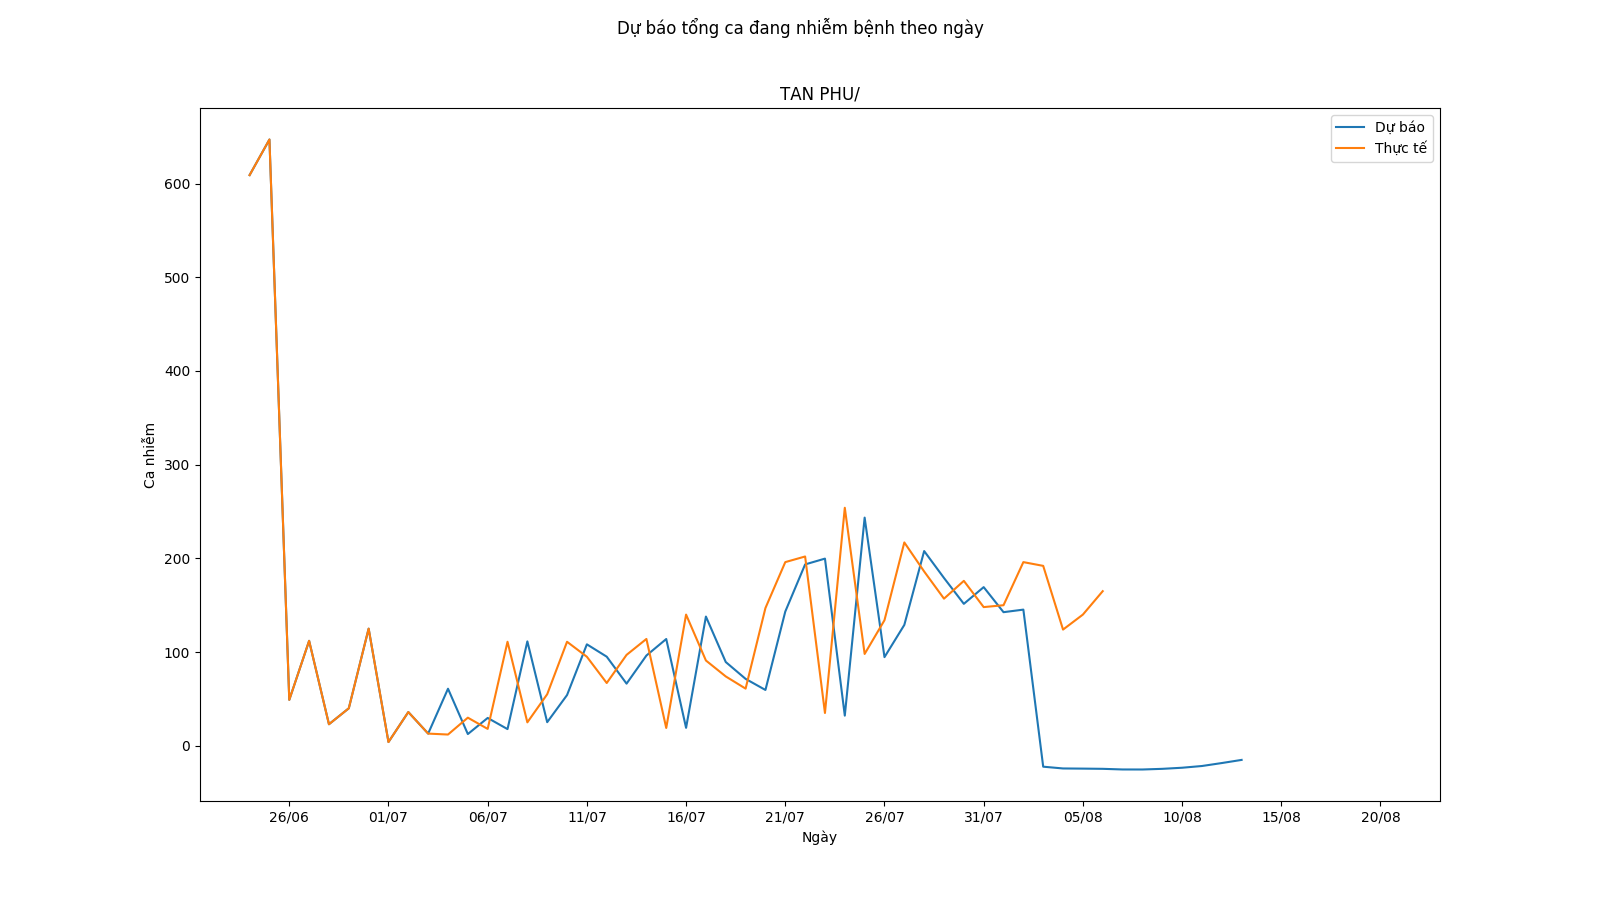 Dự báo tổng ca đang nhiễm bệnh theo ngày
TAN PHU/
Dự báo
Thực tế
600
500
400
300
200
100
0
Ca nhiễm
26/06 01/07 06/07 11/07 16/07 21/07 26/07 31/07 05/08 10/08 15/08 20/08
Ngày